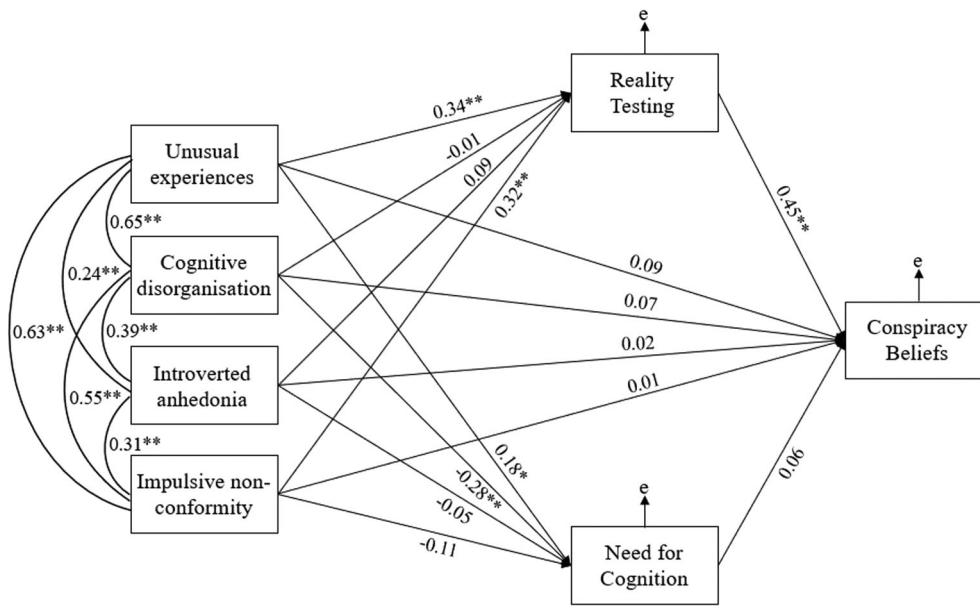 e
Reality
Testing
Unusual
experiences
Cognitive
disorganisation
Introverted
anhedonia
Impulsive non-
conformity
0.65**
0.24**
0.63**
0.39**
0.55**
0.31**
0.34**
-0.01
0.09
0.32**
0.45**
0.09
0.07
0.02
0.01
e
Conspiracy
Beliefs
0.18*
-0.28**
-0.05
-0.11
0.06
e
Need for
Cognition